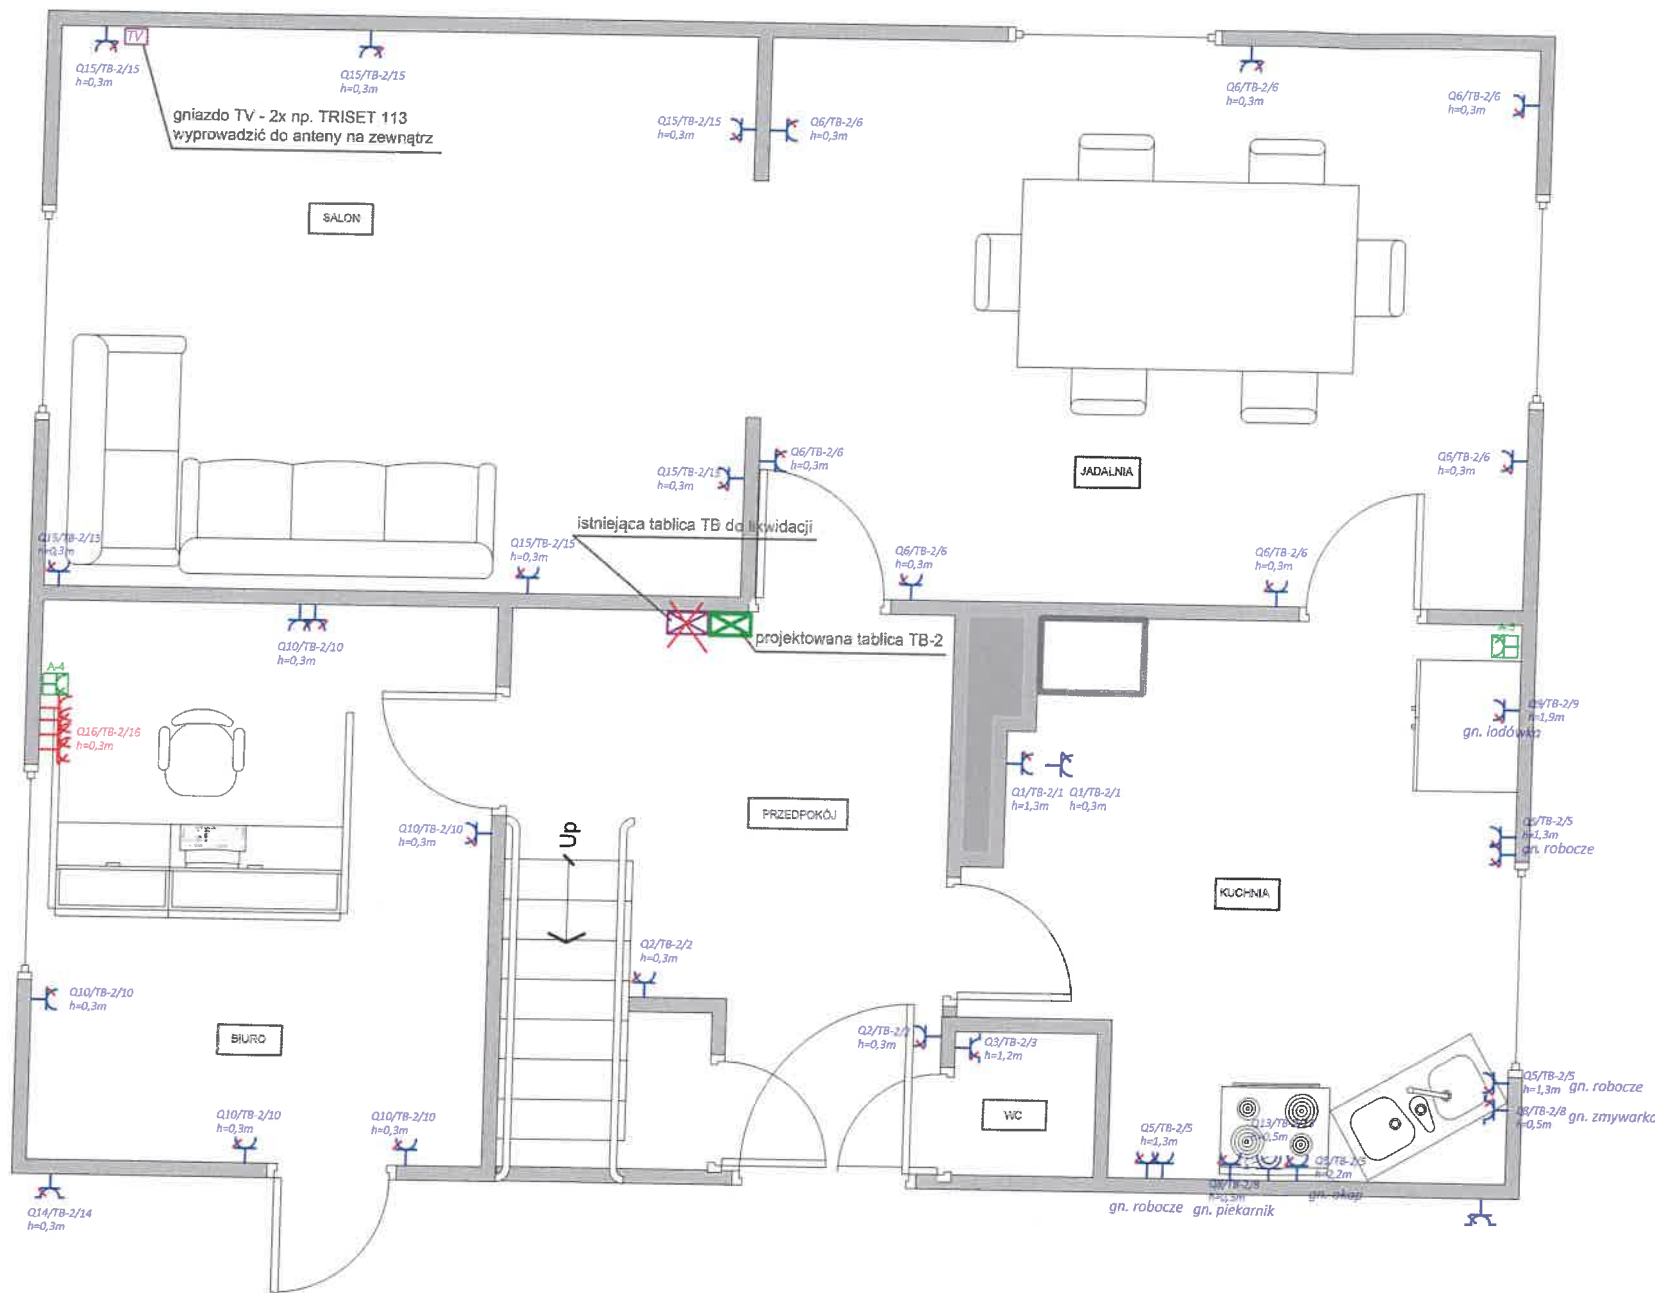 TV
Q15/TB-2/15
h=0,3m
Q15/TB-2/15
h=0,3m
gniazdo TV - 2x np. TRISET 113
wyprowadzić do anteny na zewnątrz
Q15/TB-2/15
h=0,3m
Q6/TB-2/6
h=0,3m
Q6/TB-2/6
h=0,3m
Q6/TB-2/6
h=0,3m
SALON
Q15/TB-2/15
h=0,3m
Q6/TB-2/6
h=0,3m
JADALNIA
Q6/TB-2/6
h=0,3m
istniejąca tablica TB do likwidacji
Q15/TB-2/15
h=0,3m
Q15/TB-2/15
h=0,3m
Q6/TB-2/6
h=0,3m
Q6/TB-2/6
h=0,3m
projektowana tablica TB-2
Q10/TB-2/10
h=0,3m
A-4
Q16/TB-2/16
h=0,3m
Q9/TB-2/9
h=1,9m
gn. lodówka
Q1/TB-2/1
h=1,3m
Q1/TB-2/1
h=0,3m
PRZEDPOKÓJ
Q10/TB-2/10
h=0,3m
Up
Q5/TB-2/5
h=1,3m
gn. robocze
KUCHNIA
Q2/TB-2/2
h=0,3m
Q10/TB-2/10
h=0,3m
BIURO
Q2/TB-2/2
h=0,3m
Q3/TB-2/3
h=1,2m
WC
Q5/TB-2/5
h=1,3m gn. robocze
Q8/TB-2/8 gn. zmywarka
h=0,5m
Q10/TB-2/10
h=0,3m
Q10/TB-2/10
h=0,3m
Q5/TB-2/5
h=1,3m
h=0,5m
Q5/TB-2/5
gn. okap
gn. robocze gn. piekarnik
Q14/TB-2/14
h=0,3m